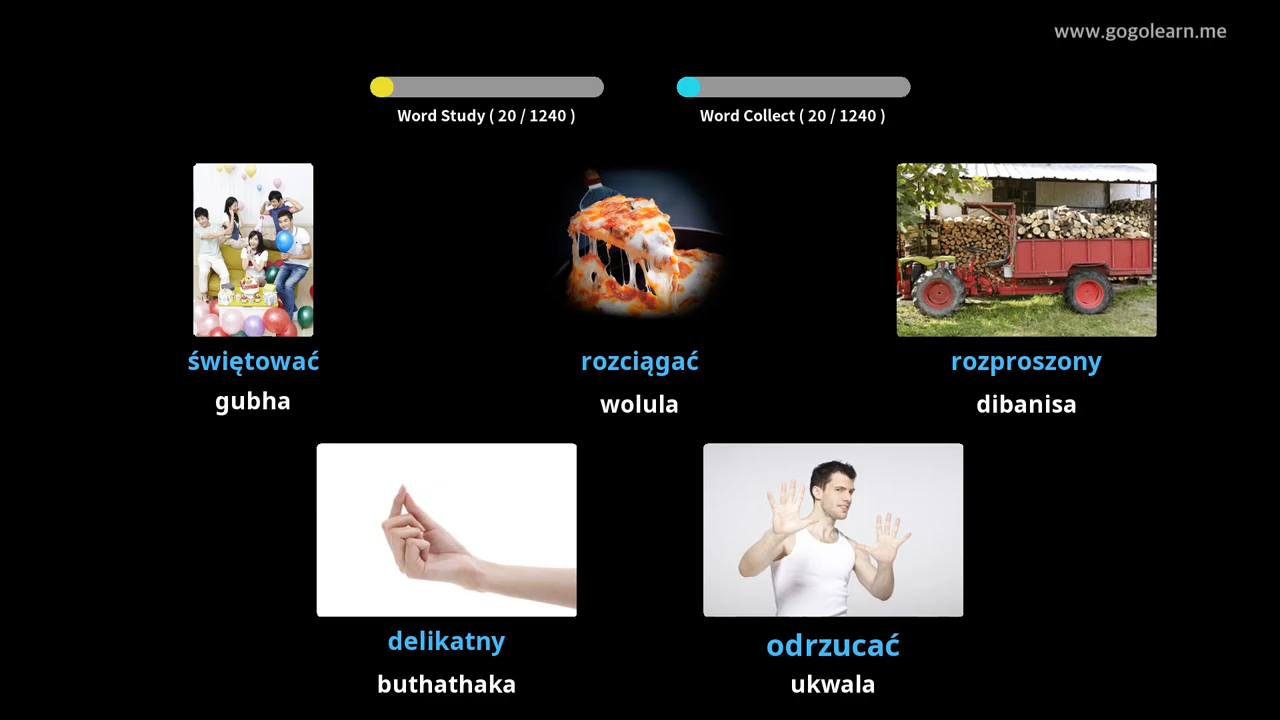 www.gogolearn.me
Word Study ( 20 / 1240 )
Word Collect ( 20 / 1240 )
świętować
gubha
rozciągać
wolula
rozproszony
dibanisa
delikatny
buthathaka
odrzucać
ukwala